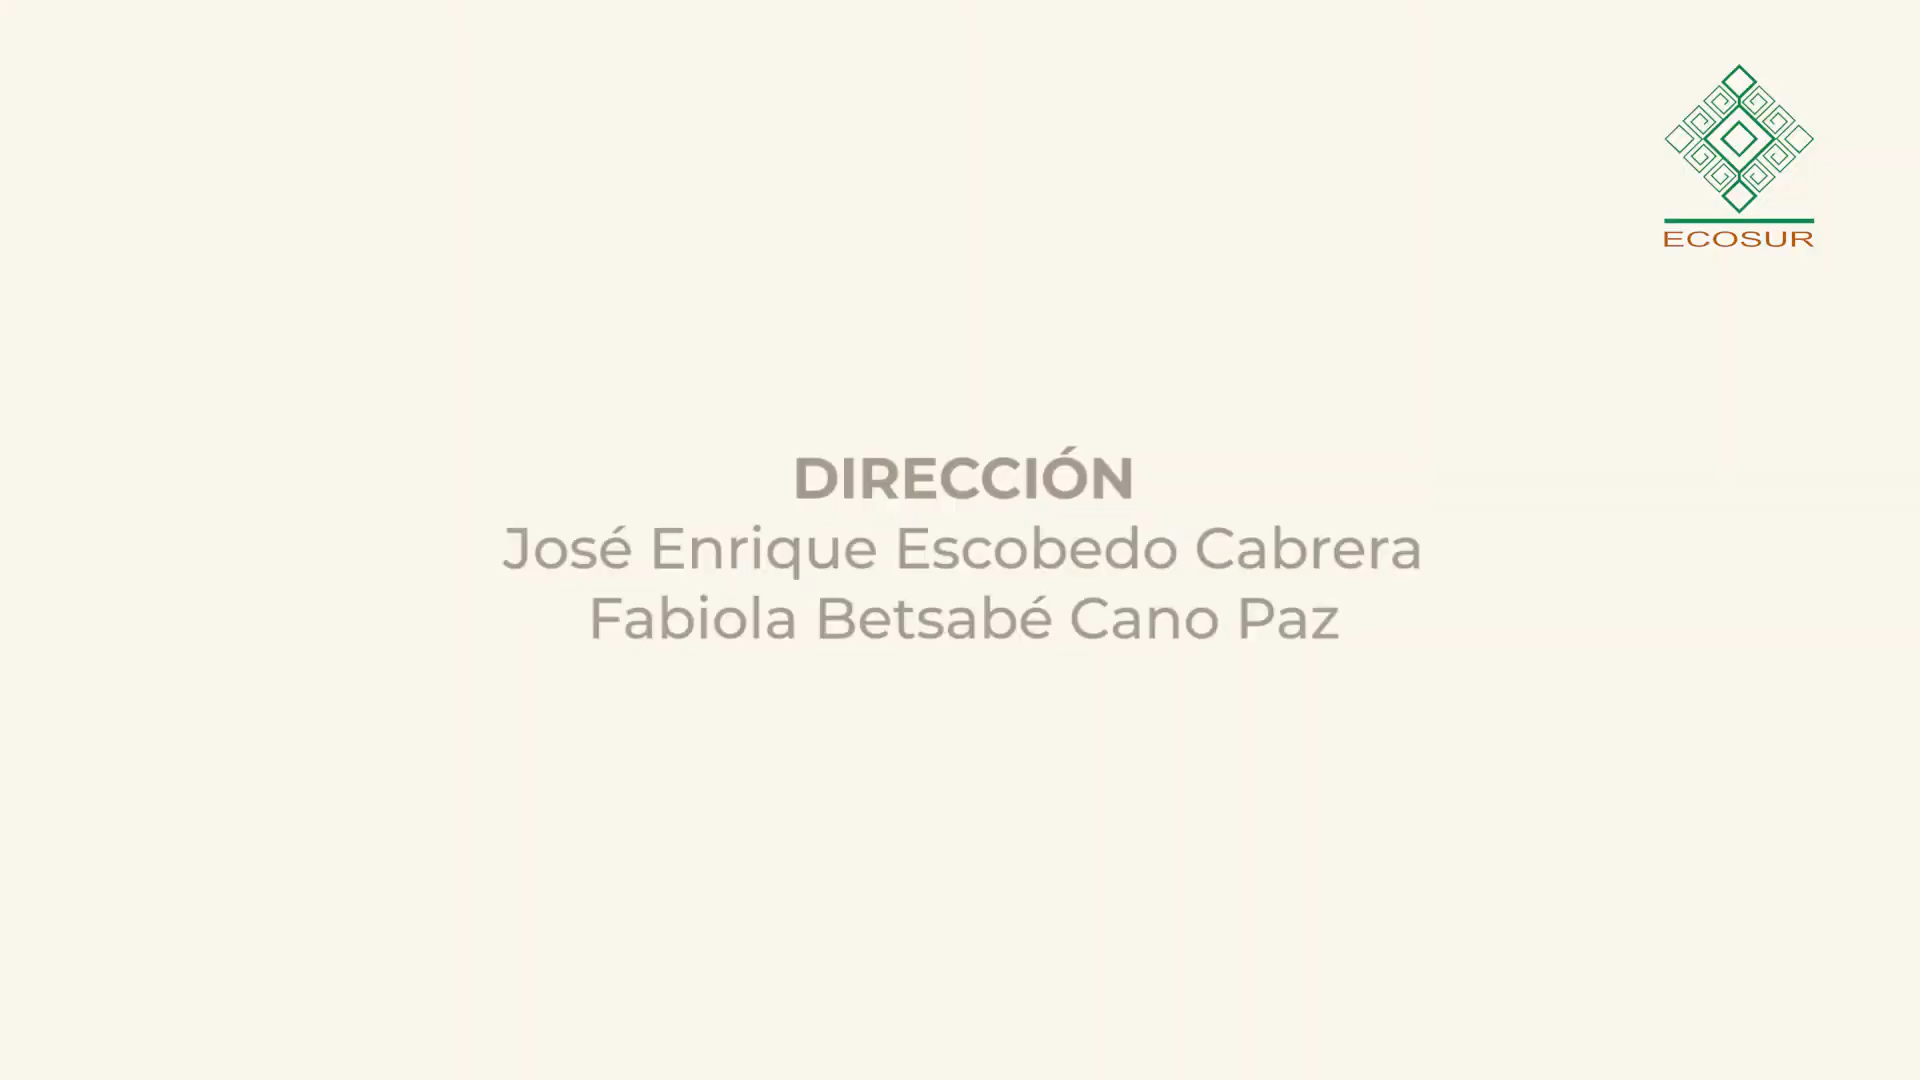 ECOSUR
DIRECCIÓN
José Enrique Escobedo Cabrera
Fabiola Betsabé Cano Paz